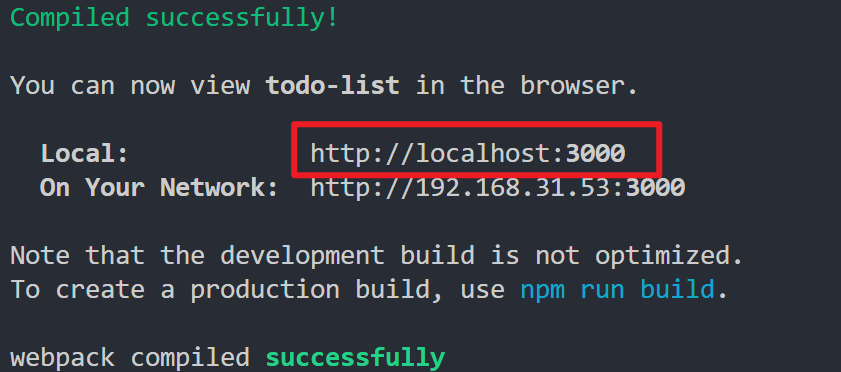 Compiled successfully!
You can now view todo-list in the browser.
Local: http://localhost:3000
On Your Network: http://192.168.31.53:3000
Note that the development build is not optimized.
To create a production build, use npm run build.
webpack compiled successfully